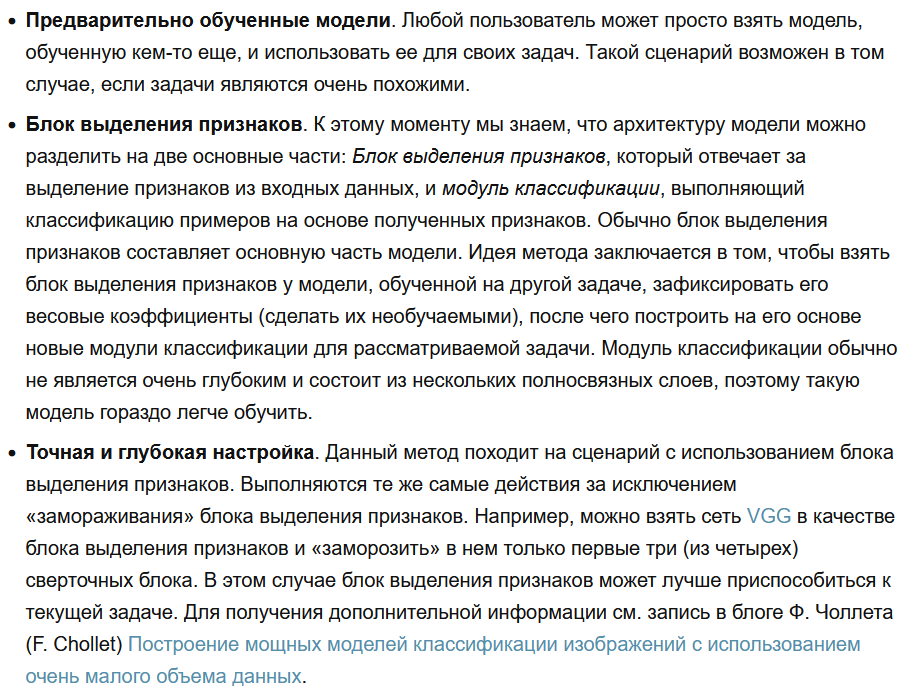 • Предварительно обученные модели. Любой пользователь может просто взять модель,
обученную кем-то еще, и использовать ее для своих задач. Такой сценарий возможен в том
случае, если задачи являются очень похожими.
• Блок выделения признаков. К этому моменту мы знаем, что архитектуру модели можно
разделить на две основные части: Блок выделения признаков, который отвечает за
выделение признаков из входных данных, и модуль классификации, выполняющий
классификацию примеров на основе полученных признаков. Обычно блок выделения
признаков составляет основную часть модели. Идея метода заключается в том, чтобы взять
блок выделения признаков у модели, обученной на другой задаче, зафиксировать его
весовые коэффициенты (сделать их необучаемыми), после чего построить на его основе
новые модули классификации для рассматриваемой задачи. Модуль классификации обычно
не является очень глубоким и состоит из нескольких полносвязных слоев, поэтому такую
модель гораздо легче обучить.
• Точная и глубокая настройка. Данный метод походит на сценарий с использованием блока
выделения признаков. Выполняются те же самые действия за исключением
«замораживания» блока выделения признаков. Например, можно взять сеть VGG в качестве
блока выделения признаков и «заморозить» в нем только первые три (из четырех)
сверточных блока. В этом случае блок выделения признаков может лучше приспособиться к
текущей задаче. Для получения дополнительной информации см. запись в блоге Ф. Чоллета
(F. Chollet) Построение мощных моделей классификации изображений с использованием
очень малого объема данных.